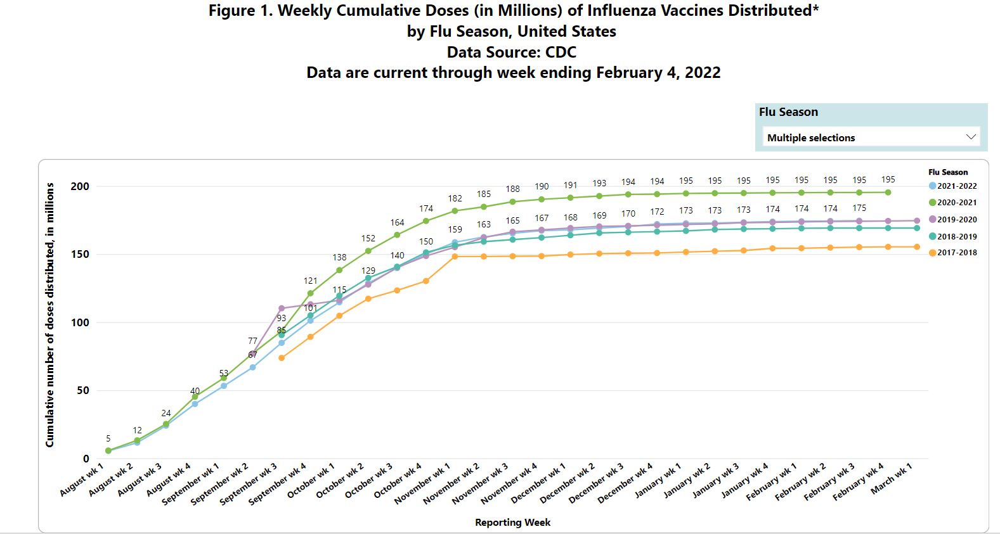 Figure 1. Weekly Cumulative Doses (in Millions) of Influenza Vaccines Distributed*
by Flu Season, United States
Data Source: CDC
Data are current through week ending February 4, 2022
Flu Season
Multiple selections
Flu Season
2021-2022
2020-2021
2019-2020
2018-2019
2017-2018
Cumulative number of doses distributed, in millions
200
150
100
50
0
5
12
24
40
53
77
67
93
85
121
101
138
115
152
129
164
140
174
150
182
159
185
163
188
165
190
167
191
168
193
169
194
170
194
172
195
173
195
173
195
173
195
174
195
174
195
174
195
175
195
August wk 1
August wk 2
August wk 3
August wk 4
September wk 1
September wk 2
September wk 3
September wk 4
October wk 1
October wk 2
October wk 3
October wk 4
November wk 1
November wk 2
November wk 3
November wk 4
December wk 1
December wk 2
December wk 3
December wk 4
January wk 1
January wk 2
January wk 3
January wk 4
February wk 1
February wk 2
February wk 3
February wk 4
March wk 1
Reporting Week